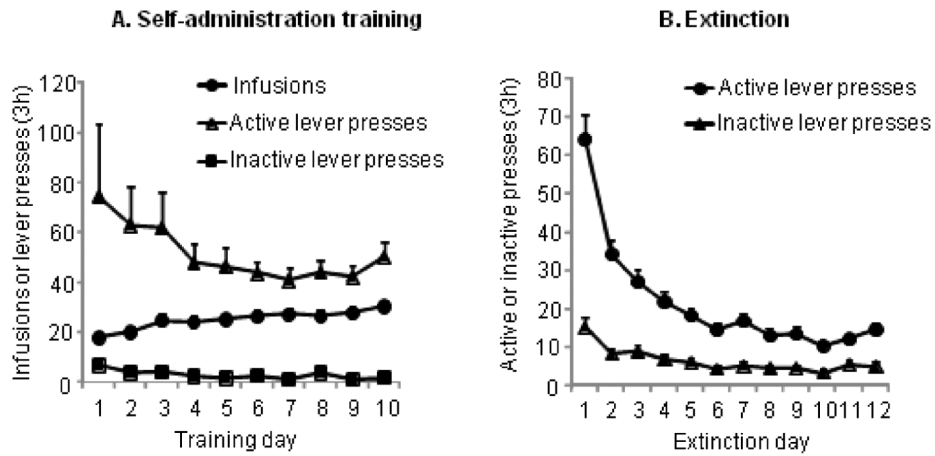 A. Self-administration training
Infusions or lever presses (3h)
120
100
80
60
40
20
0
Infusions
Active lever presses
Inactive lever presses
1 2 3 4 5 6 7 8 9 10
Training day
B. Extinction
Active or inactive presses (3h)
80
70
60
50
40
30
20
10
0
Active lever presses
Inactive lever presses
1 2 3 4 5 6 7 8 9 10 11 12
Extinction day